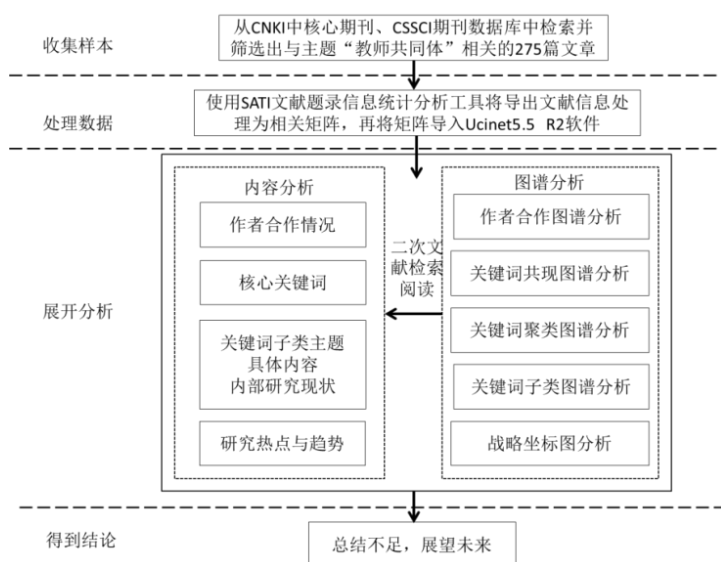 收集样本
从CNKI中核心期刊、CSSCI期刊数据库中检索并
筛选出与主题“教师共同体”相关的275篇文章
处理数据
使用SATI文献题录信息统计分析工具将导出文献信息处
理为相关矩阵，再将矩阵导入Ucinet5.5 R2软件
展开分析
内容分析
作者合作情况
核心关键词
关键词子类主题
具体内容
内部研究现状
研究热点与趋势
二次文
献检索
阅读
图谱分析
作者合作图谱分析
关键词共现图谱分析
关键词聚类图谱分析
关键词子类图谱分析
战略坐标图分析
得到结论
总结不足，展望未来